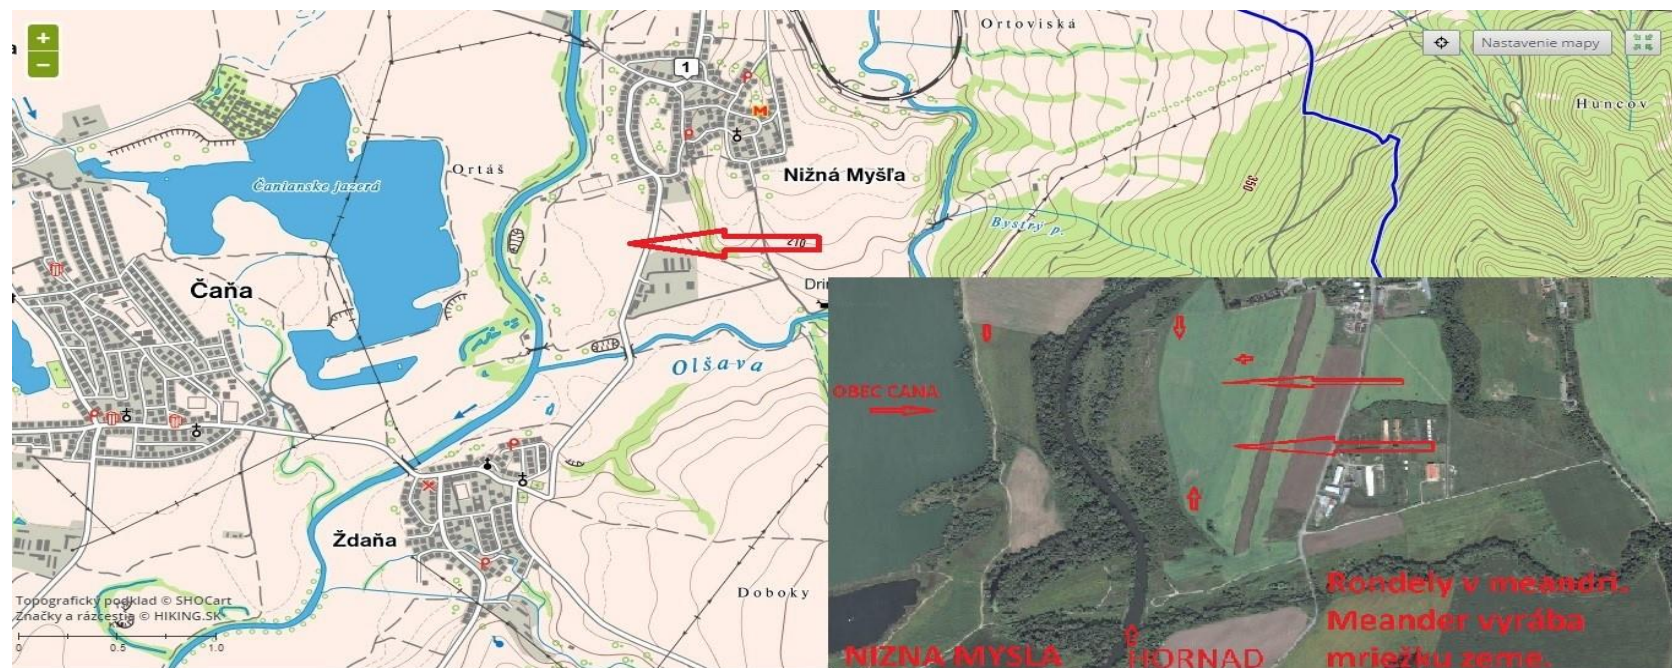 +
−
Nastavenie mapy
Ortoviská
Huncov
1
Nižná Myšľa
350
Bystrý p.
Ortáš
Čanianske jazerá
210
Čaňa
Olšava
Ždaňa
Doboky
Topografický podklad © SHOCart
Značky a rázcestia © HIKING.SK
0 0.5 1.0
OBEC CANA
Rondely v meandri.
Meander vyrába
mriežku zeme.
NIZNA MYSLA
HORNAD